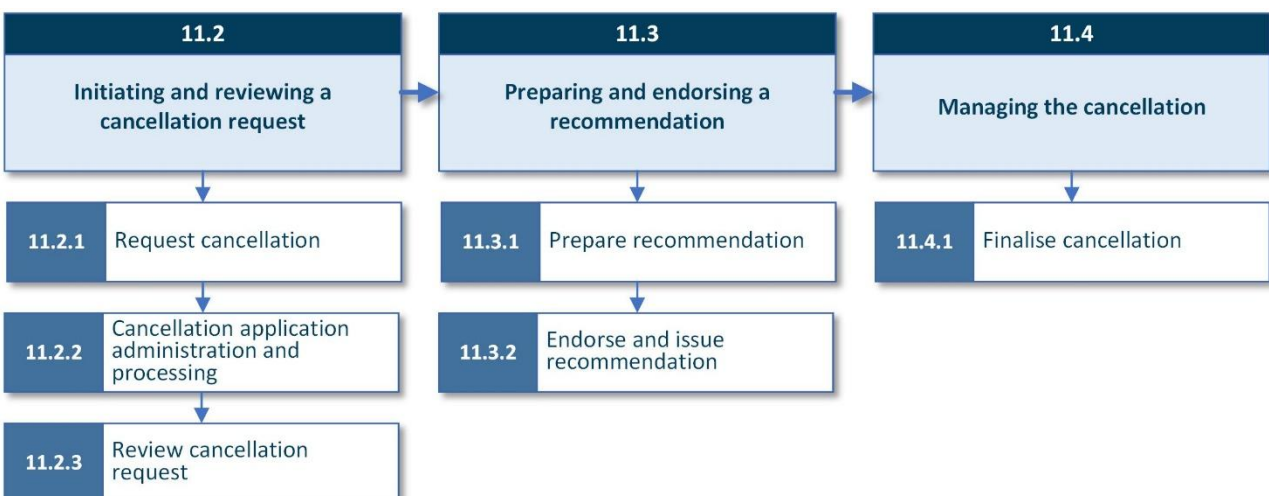 11.2
Initiating and reviewing a
cancellation request
11.2.1
Request cancellation
11.2.2
Cancellation application
administration and
processing
11.2.3
Review cancellation
request
11.3
Preparing and endorsing a
recommendation
11.3.1
Prepare recommendation
11.3.2
Endorse and issue
recommendation
11.4
Managing the cancellation
11.4.1
Finalise cancellation